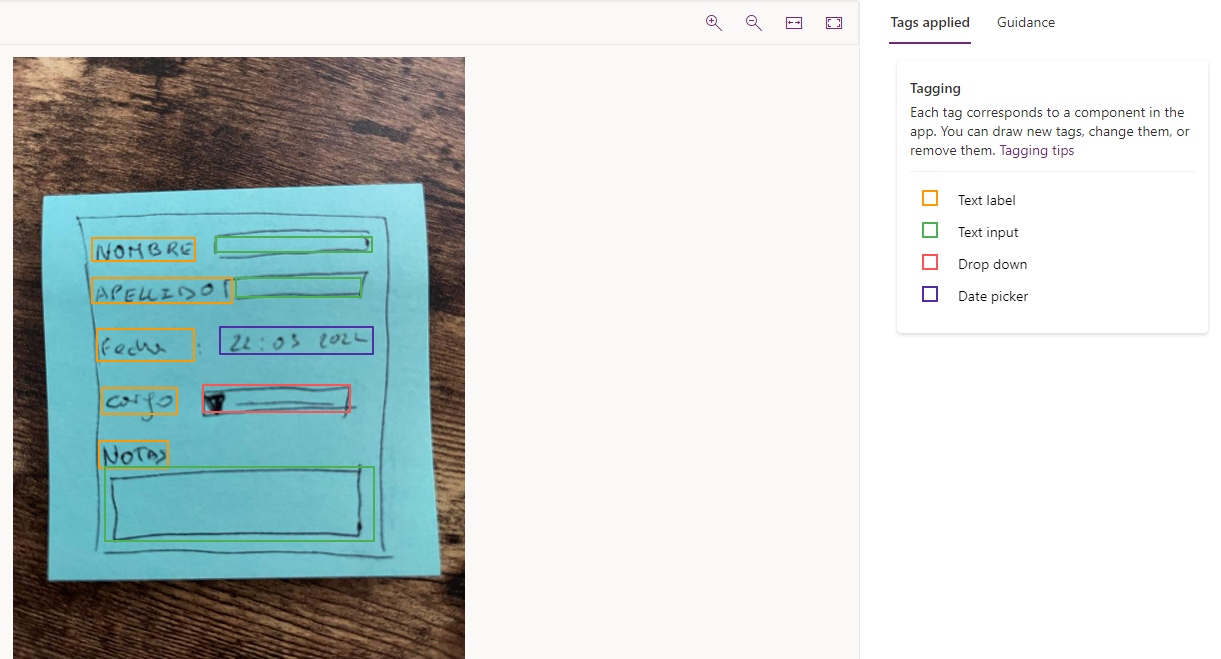 Tags applied
Guidance
Tagging
Each tag corresponds to a component in the
app. You can draw new tags, change them, or
remove them. Tagging tips
Text label
Text input
Drop down
Date picker
NOMBRE
APELLIDOS
Fecha : 22:03 2022
cargo
NOTAS